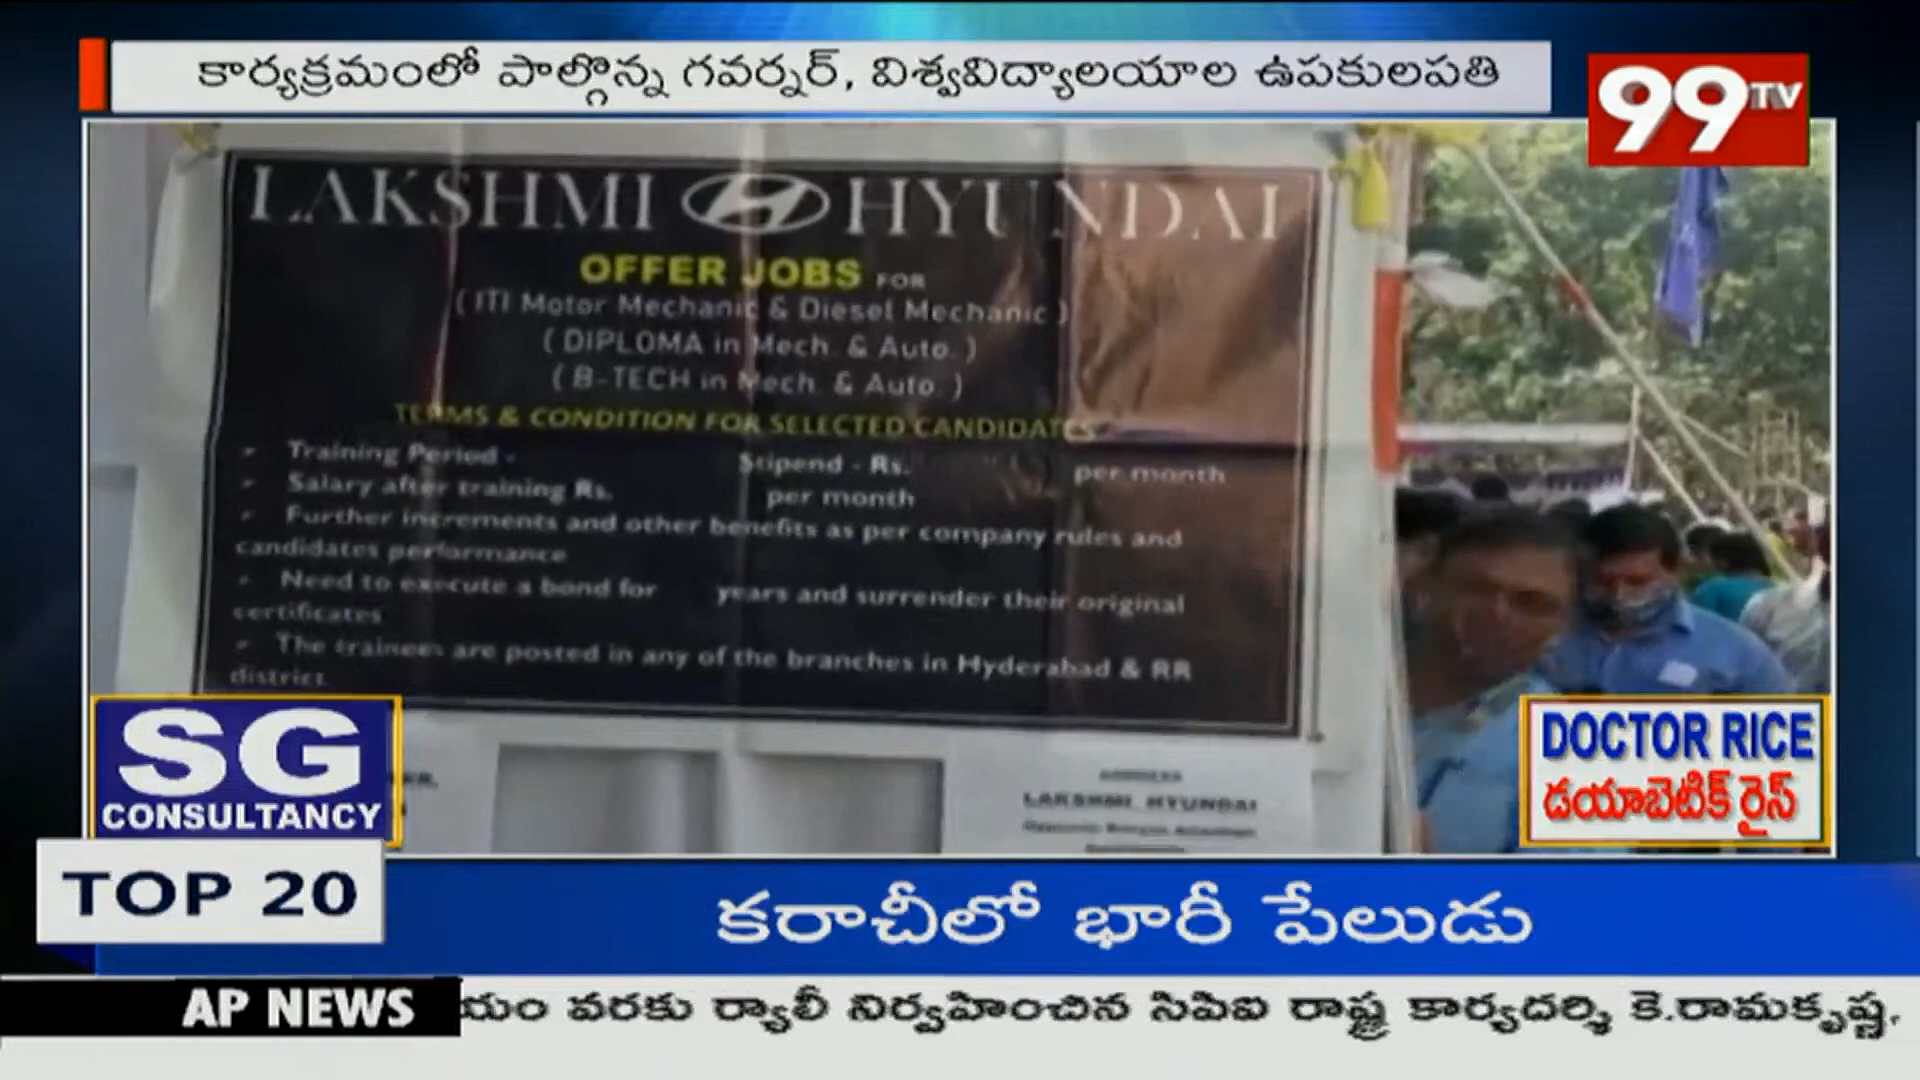 కార్యక్రమంలో పాల్గొన్న గవర్నర్, విశ్వవిద్యాలయాల ఉపకులపతి
99 TV
LAKSHMI HYUNDAI
OFFER JOBS FOR
( ITI Motor Mechanic & Diesel Mechanic )
( DIPLOMA in Mech. & Auto. )
( B-TECH in Mech. & Auto. )
TERMS & CONDITION FOR SELECTED CANDIDATES
Training Period - Stipend - Rs. per month
Salary after training Rs. per month
Further increments and other benefits as per company rules and
candidates performance
Need to execute a bond for years and surrender their original
certificates
The trainees are posted in any of the branches in Hyderabad & RR
district
SG
CONSULTANCY
ADDRESS
LAKSHMI HYUNDAI
DOCTOR RICE
డయాబెటిక్ రైస్
TOP 20
కరాచీలో భారీ పేలుడు
AP NEWS
యం వరకు ర్యాలీ నిర్వహించిన సిపిఐ రాష్ట్ర కార్యదర్శి కె.రామకృష్ణ,